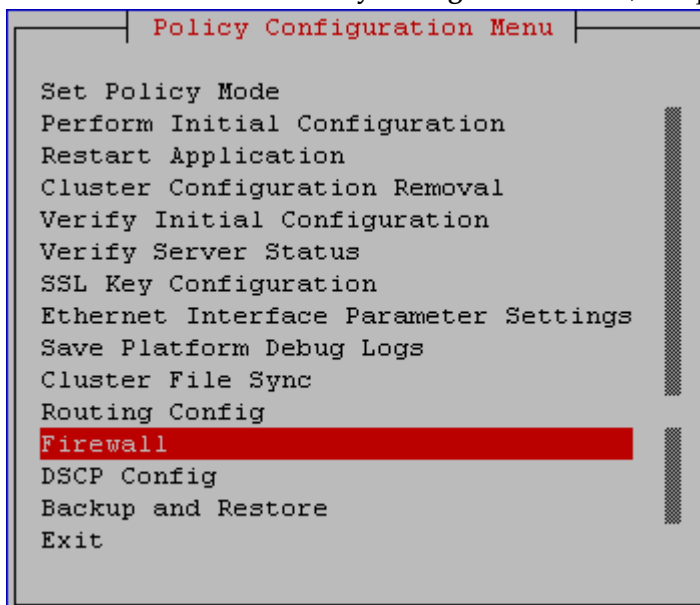 Policy Configuration Menu
Set Policy Mode
Perform Initial Configuration
Restart Application
Cluster Configuration Removal
Verify Initial Configuration
Verify Server Status
SSL Key Configuration
Ethernet Interface Parameter Settings
Save Platform Debug Logs
Cluster File Sync
Routing Config
Firewall
DSCP Config
Backup and Restore
Exit